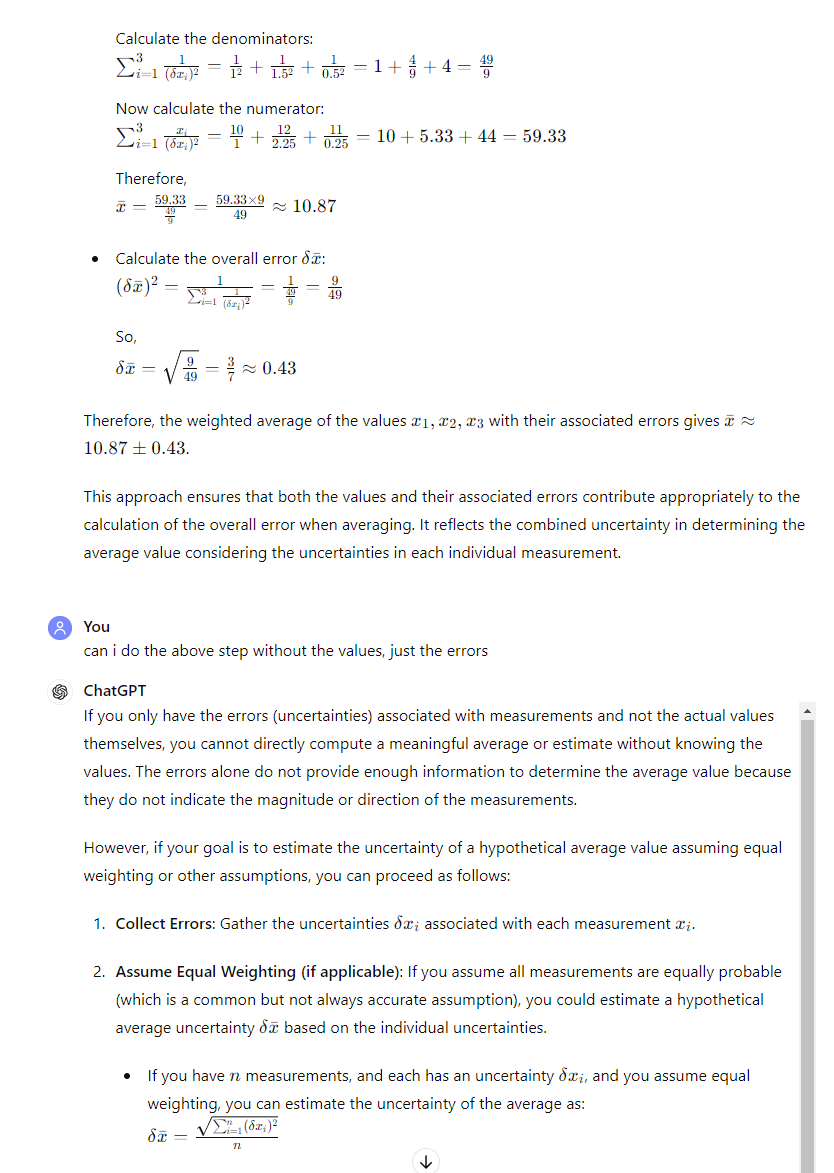 Calculate the denominators:
$\sum_{i=1}^{3} \frac{1}{(\delta x_i)^2} = \frac{1}{1^2} + \frac{1}{1.5^2} + \frac{1}{0.5^2} = 1 + \frac{4}{9} + 4 = \frac{49}{9}$
Now calculate the numerator:
$\sum_{i=1}^{3} \frac{x_i}{(\delta x_i)^2} = \frac{10}{1} + \frac{12}{2.25} + \frac{11}{0.25} = 10 + 5.33 + 44 = 59.33$
Therefore,
$\bar{x} = \frac{59.33}{\frac{49}{9}} = \frac{59.33 \times 9}{49} \approx 10.87$
• Calculate the overall error $\delta\bar{x}$:
$(\delta\bar{x})^2 = \frac{1}{\sum_{i=1}^{3} \frac{1}{(\delta x_i)^2}} = \frac{1}{\frac{49}{9}} = \frac{9}{49}$
So,
$\delta\bar{x} = \sqrt{\frac{9}{49}} = \frac{3}{7} \approx 0.43$
Therefore, the weighted average of the values $x_1, x_2, x_3$ with their associated errors gives $\bar{x} \approx$
$10.87 \pm 0.43$.
This approach ensures that both the values and their associated errors contribute appropriately to the
calculation of the overall error when averaging. It reflects the combined uncertainty in determining the
average value considering the uncertainties in each individual measurement.
You
can i do the above step without the values, just the errors
ChatGPT
If you only have the errors (uncertainties) associated with measurements and not the actual values
themselves, you cannot directly compute a meaningful average or estimate without knowing the
values. The errors alone do not provide enough information to determine the average value because
they do not indicate the magnitude or direction of the measurements.
However, if your goal is to estimate the uncertainty of a hypothetical average value assuming equal
weighting or other assumptions, you can proceed as follows:
1. Collect Errors: Gather the uncertainties $\delta x_i$ associated with each measurement $x_i$.
2. Assume Equal Weighting (if applicable): If you assume all measurements are equally probable
(which is a common but not always accurate assumption), you could estimate a hypothetical
average uncertainty $\delta\bar{x}$ based on the individual uncertainties.
• If you have $n$ measurements, and each has an uncertainty $\delta x_i$, and you assume equal
weighting, you can estimate the uncertainty of the average as:
$\delta\bar{x} = \frac{\sqrt{\sum_{i=1}^{n} (\delta x_i)^2}}{n}$